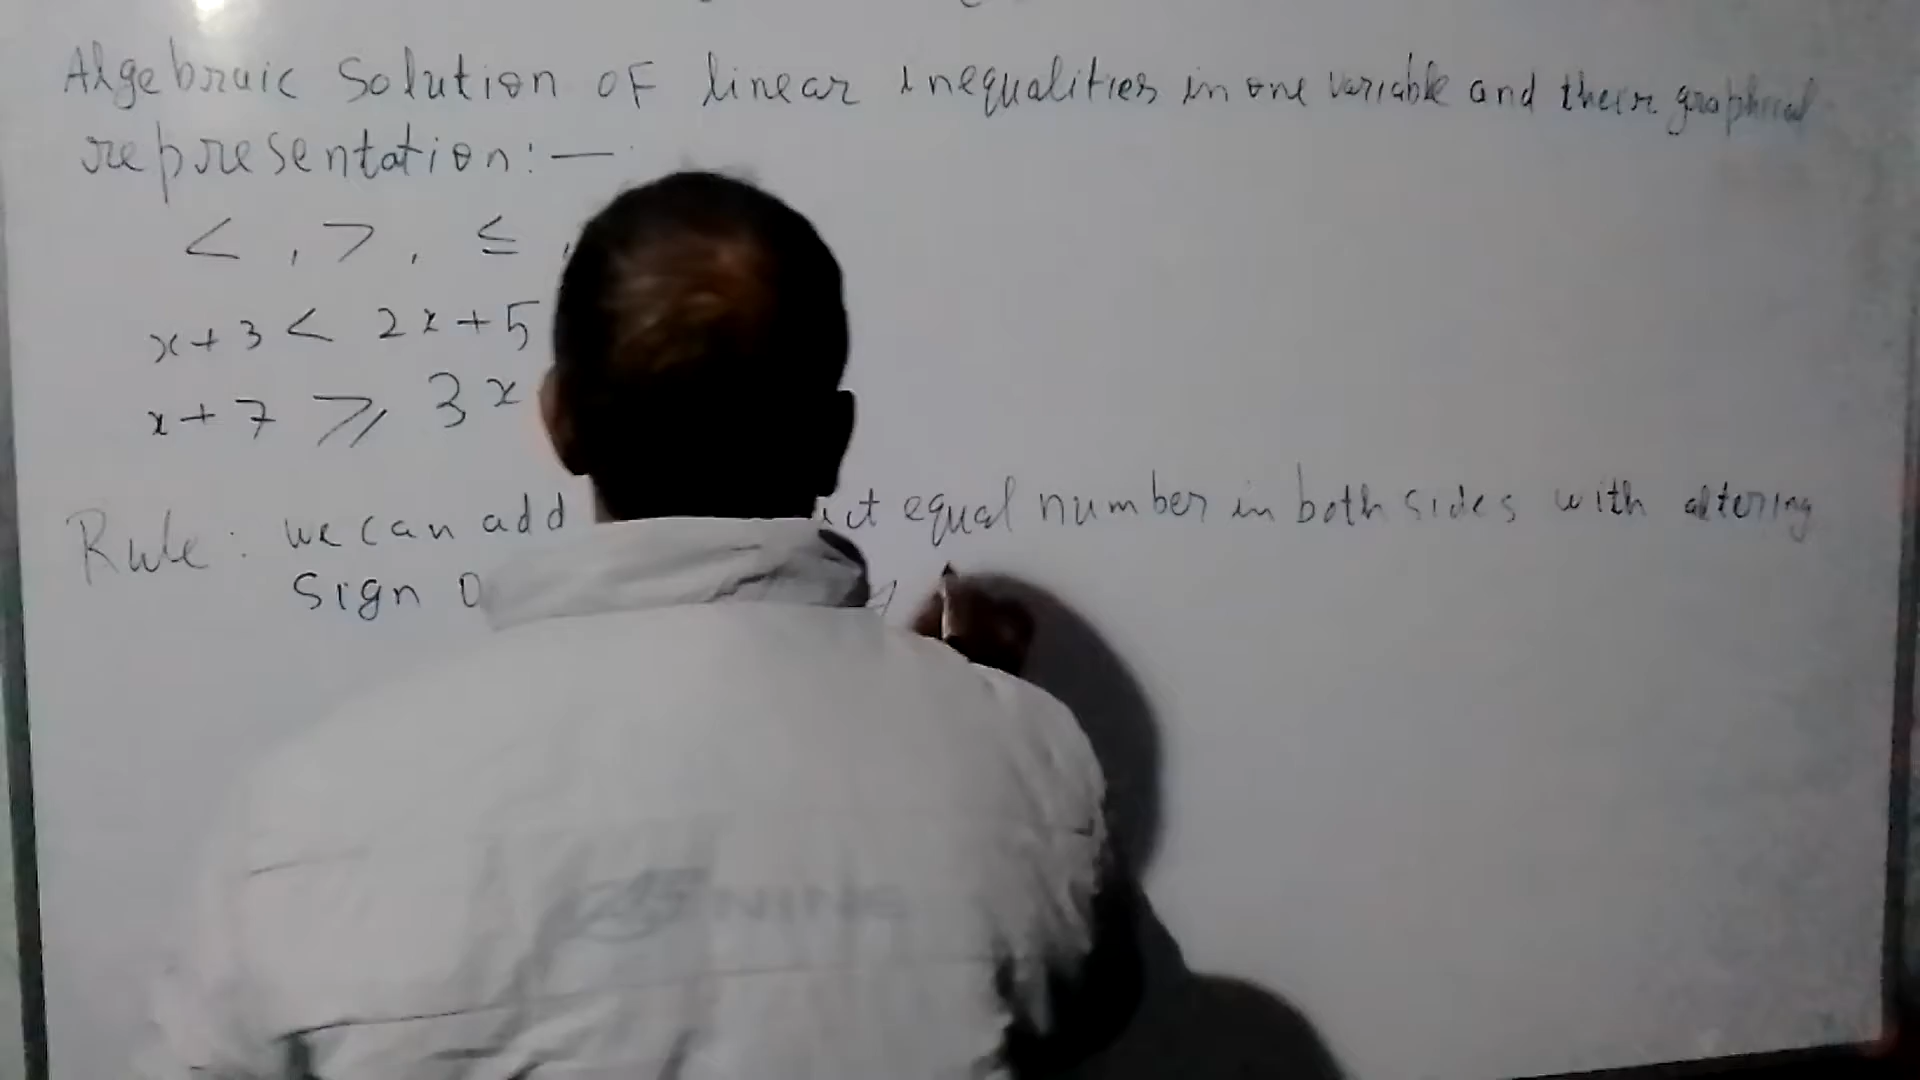 Algebraic Solution OF linear inequalities in one variable and their graphical
representation:—
< , > , ≤ ,
x+3 < 2x+5
x+7 ≥ 3x
Rule: we can add equal number in both sides with altering
Sign